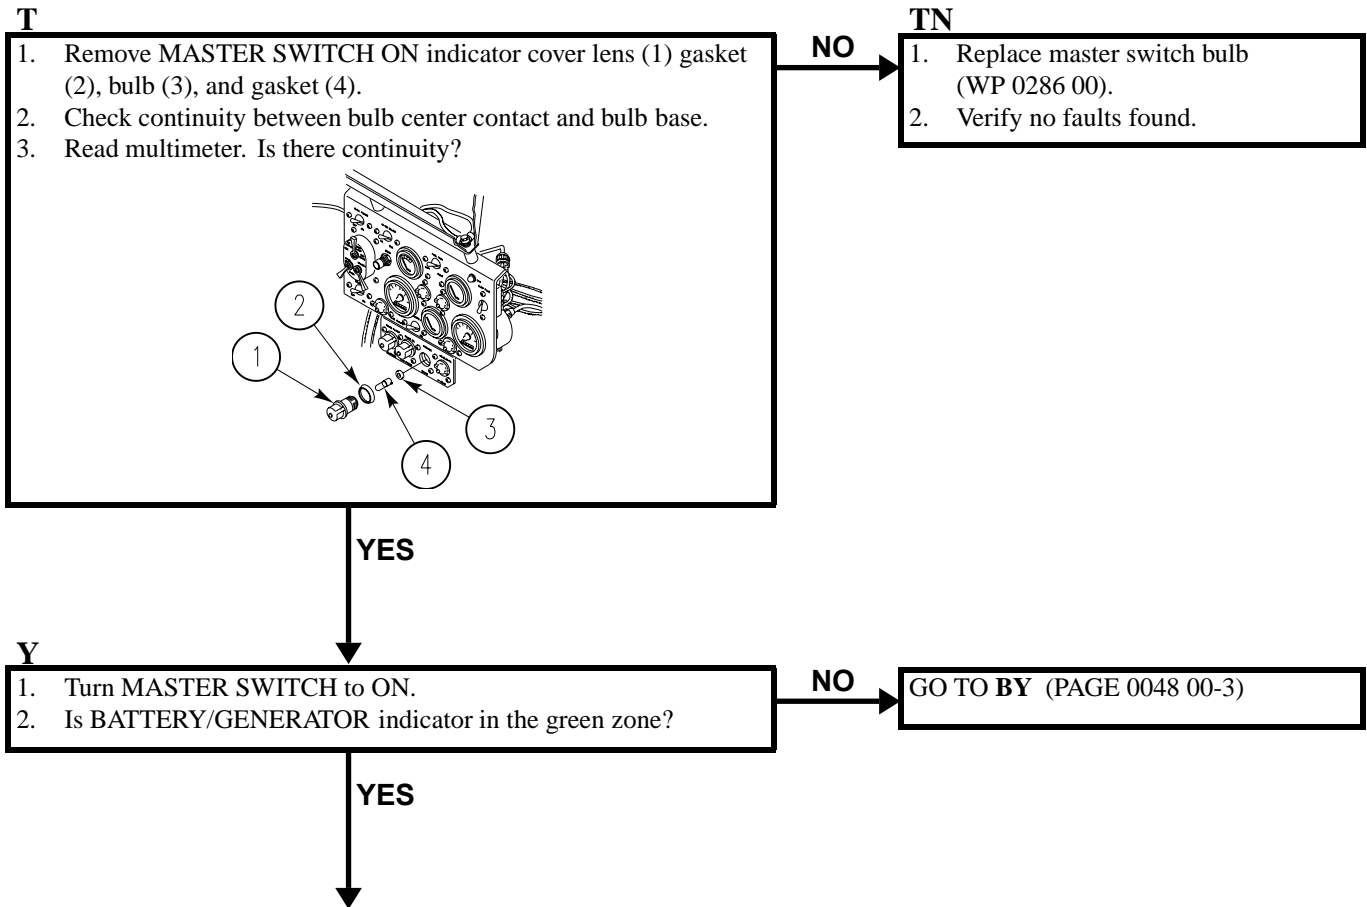 T
1. Remove MASTER SWITCH ON indicator cover lens (1) gasket
(2), bulb (3), and gasket (4).
2. Check continuity between bulb center contact and bulb base.
3. Read multimeter. Is there continuity?
2
1
3
4
NO
TN
1. Replace master switch bulb
(WP 0286 00).
2. Verify no faults found.
YES
Y
1. Turn MASTER SWITCH to ON.
2. Is BATTERY/GENERATOR indicator in the green zone?
NO
GO TO BY (PAGE 0048 00-3)
YES